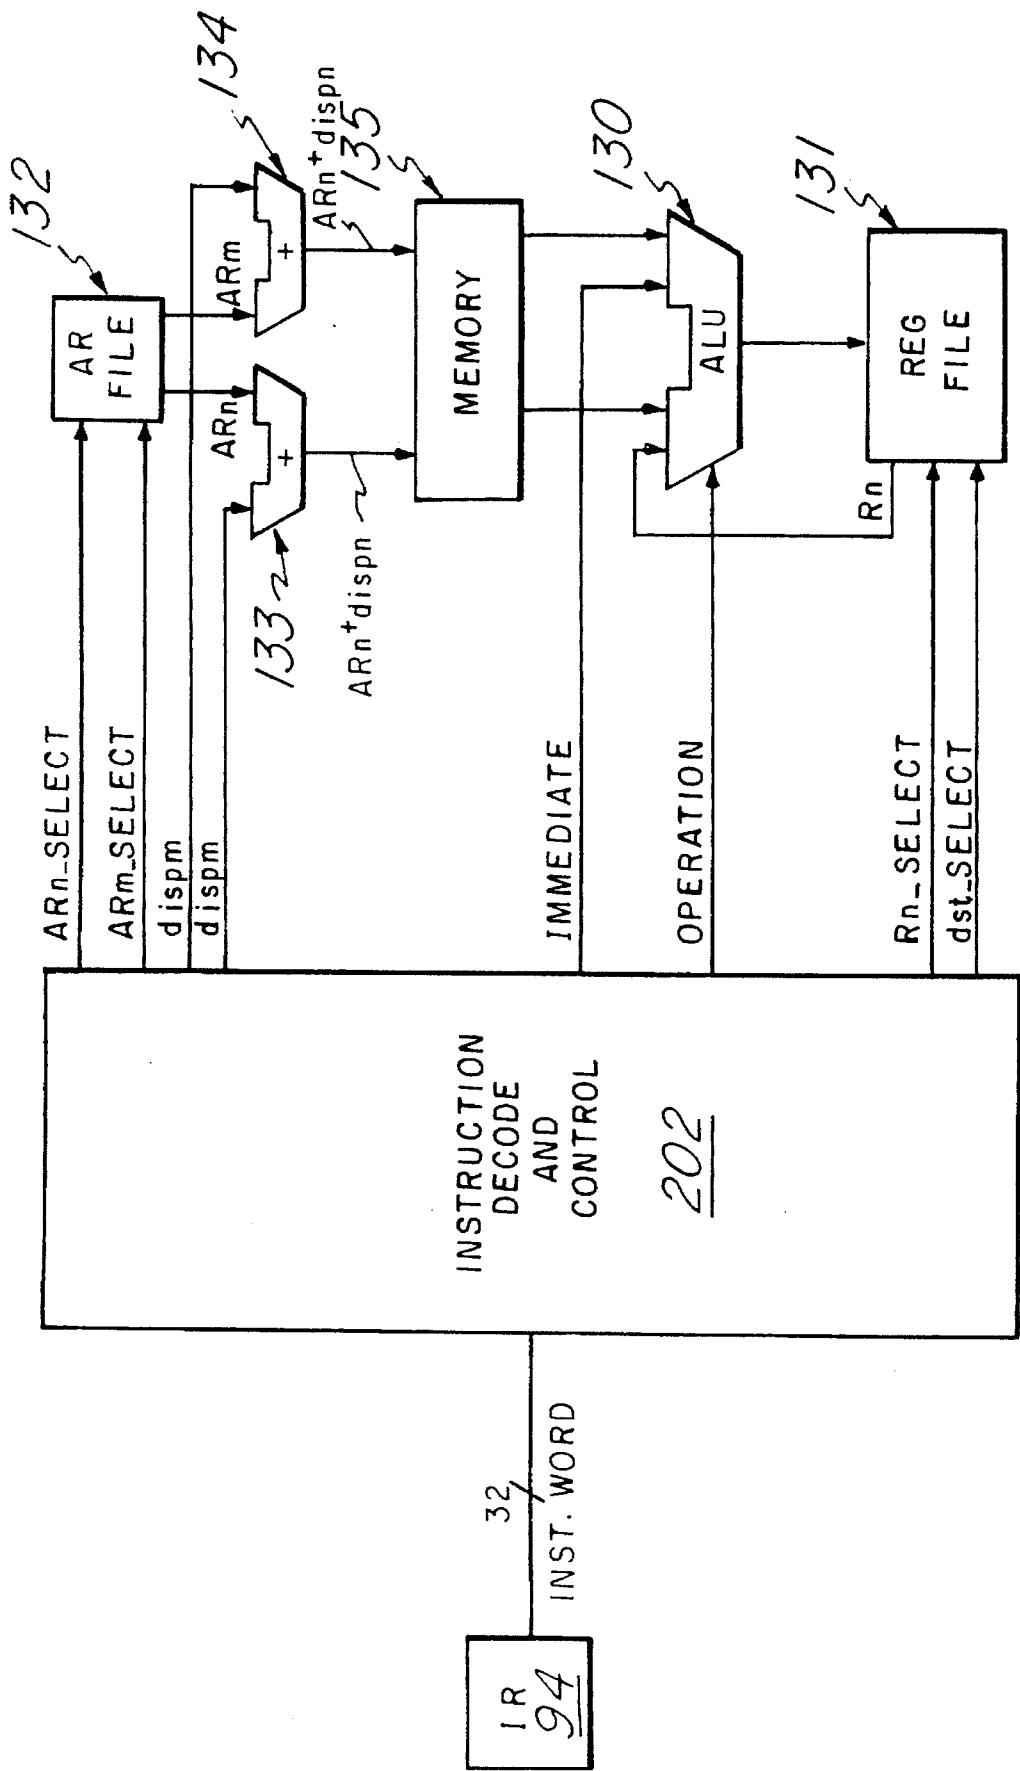 IR
94
32
INST. WORD
INSTRUCTION
DECODE
AND
CONTROL
202
ARn_SELECT
ARm_SELECT
dispm
dispm
IMMEDIATE
OPERATION
Rn_SELECT
dst_SELECT
AR
FILE
132
ARn
ARm
+
+
133
134
ARn+dispn
ARn+dispn
135
MEMORY
ALU
130
Rn
REG
FILE
131